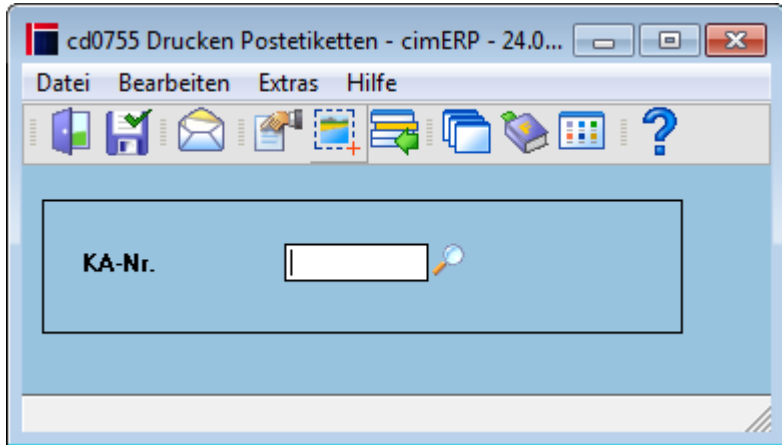 cd0755 Drucken Postetiketten - cimERP - 24.0...
Datei Bearbeiten Extras Hilfe
KA-Nr.